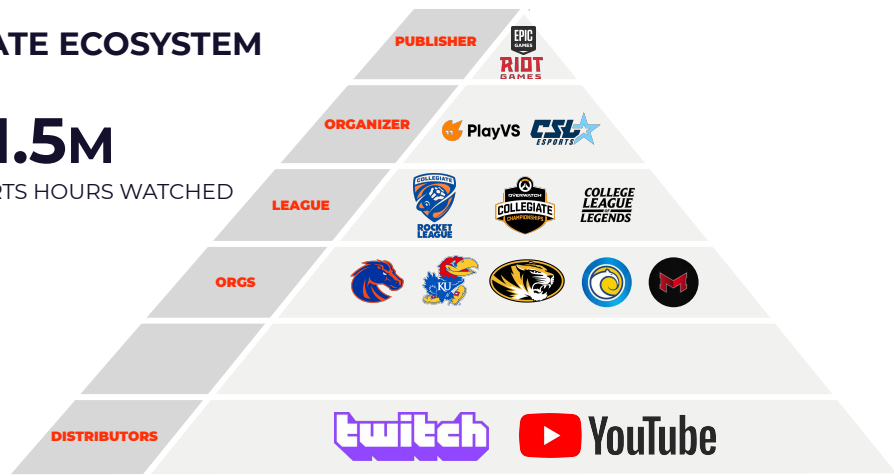 ATE ECOSYSTEM
1.5M
RTS HOURS WATCHED
PUBLISHER
EPIC
GAMES
RIOT
GAMES
ORGANIZER
PlayVS
CSL
ESPORTS
LEAGUE
COLLEGIATE
ROCKET
LEAGUE
OVERWATCH
COLLEGIATE
CHAMPIONSHIPS
COLLEGE
LEAGUE
OF
LEGENDS
ORGS
KU
M
DISTRIBUTORS
twitch
YouTube